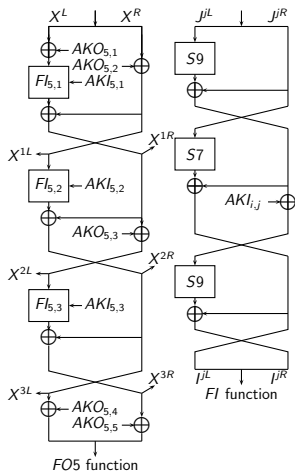 X^L X^R
AKO_{5,1}
AKO_{5,2}
FI_{5,1} AKI_{5,1}
X^{1L} X^{1R}
FI_{5,2} AKI_{5,2}
AKO_{5,3}
X^{2L} X^{2R}
FI_{5,3} AKI_{5,3}
X^{3L} X^{3R}
AKO_{5,4}
AKO_{5,5}
FO5 function
J^{jL} J^{jR}
S9
S7
AKI_{i,j}
S9
I^{jL} I^{jR}
FI function